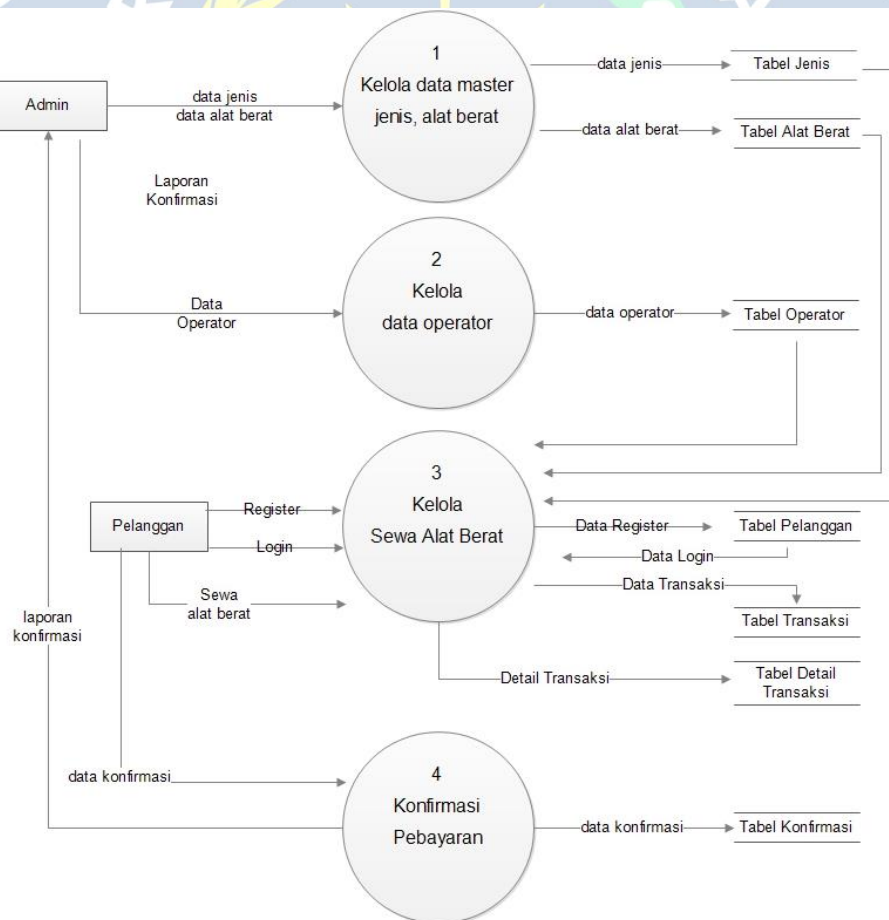 1
Kelola data master
jenis, alat berat
data jenis
Tabel Jenis
Admin
data jenis
data alat berat
data alat berat
Tabel Alat Berat
Laporan
Konfirmasi
2
Kelola
data operator
Data
Operator
data operator
Tabel Operator
3
Kelola
Sewa Alat Berat
Pelanggan
Register
Login
Sewa
alat berat
Data Register
Tabel Pelanggan
Data Login
Data Transaksi
Tabel Transaksi
laporan
konfirmasi
Detail Transaksi
Tabel Detail
Transaksi
data konfirmasi
4
Konfirmasi
Pebayaran
data konfirmasi
Tabel Konfirmasi